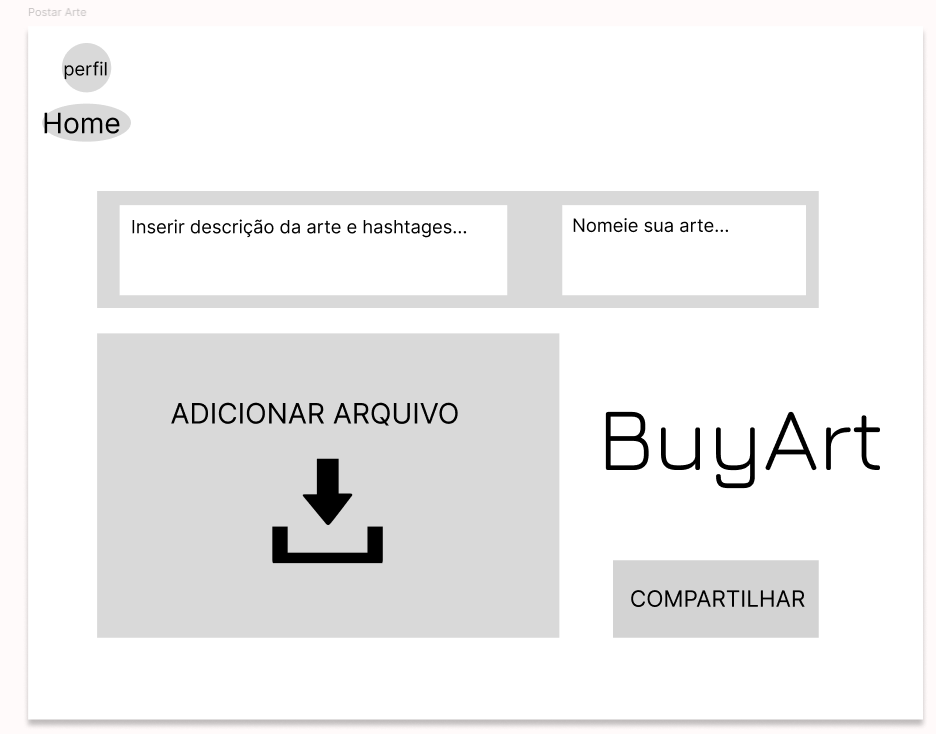 Postar Arte
perfil
Home
Inserir descrição da arte e hashtages...
Nomeie sua arte...
ADICIONAR ARQUIVO
BuyArt
COMPARTILHAR